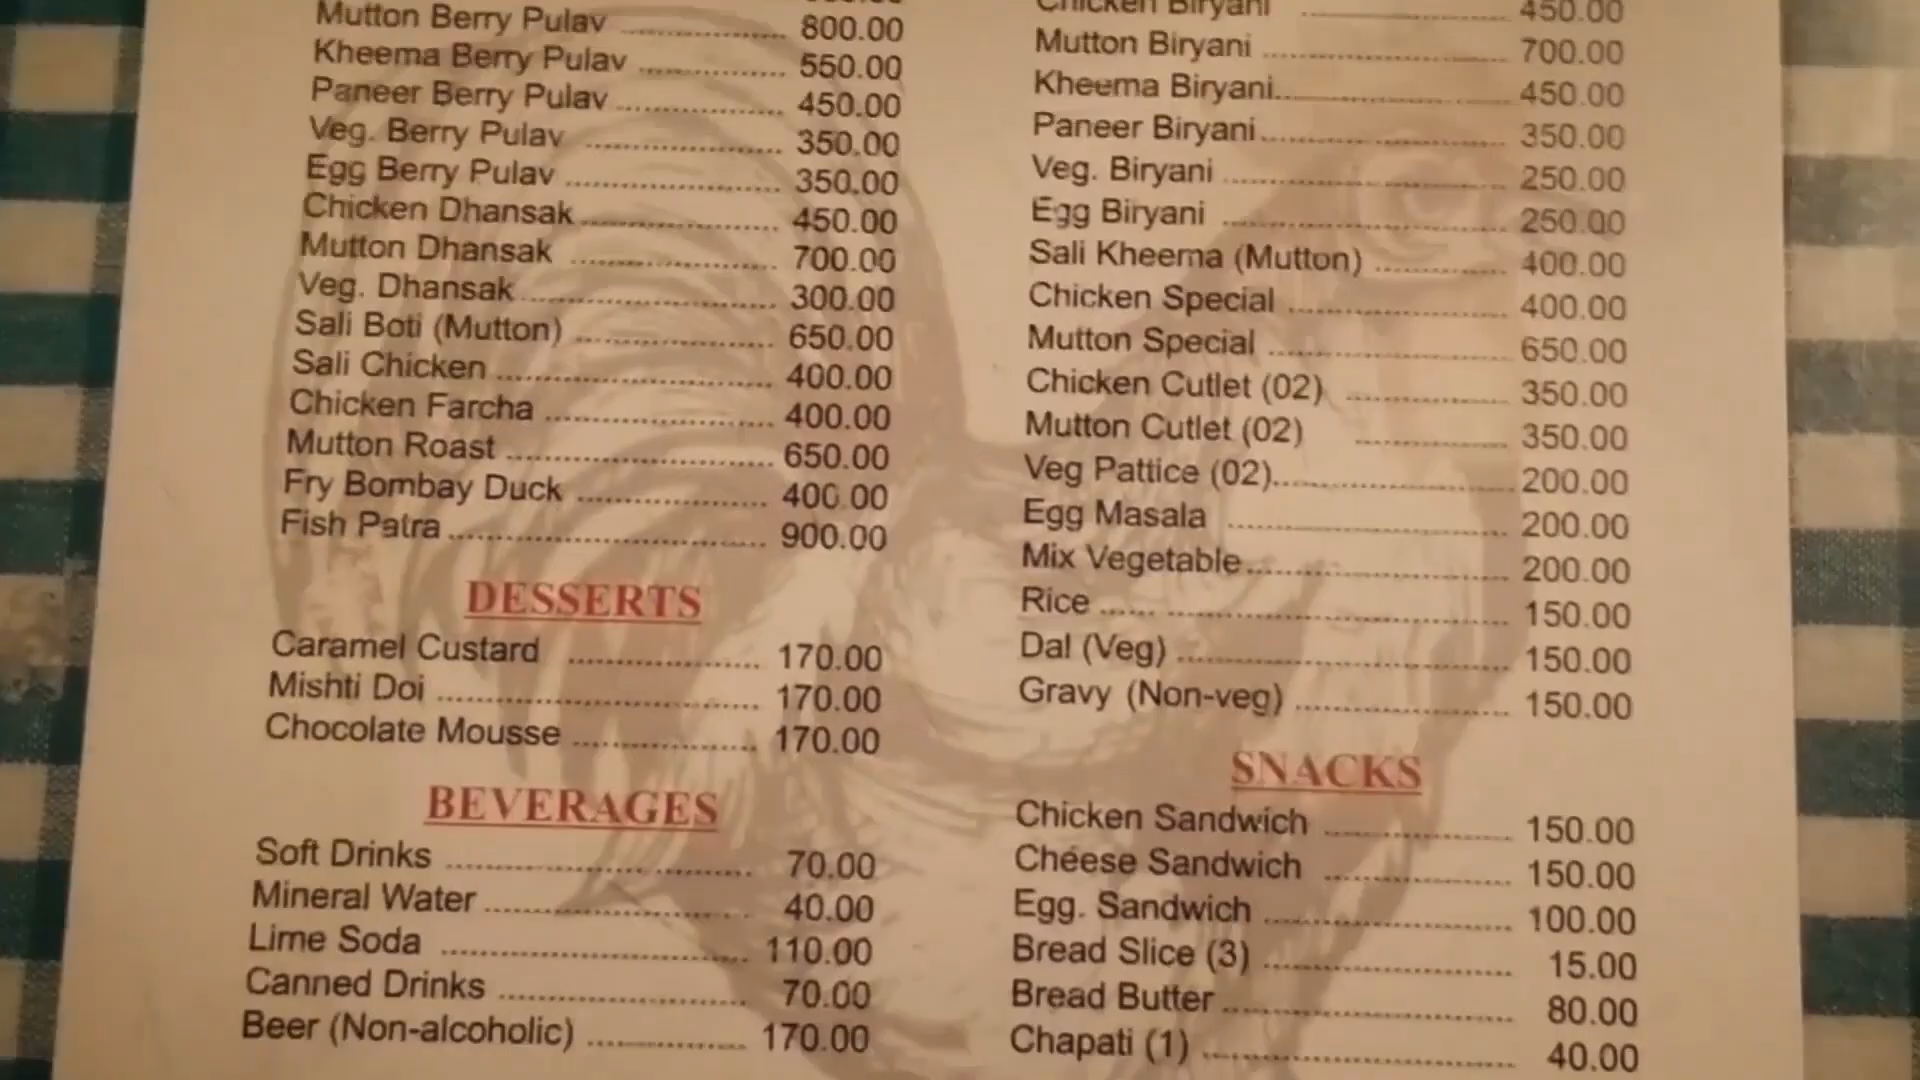 Mutton Berry Pulav 800.00
Kheema Berry Pulav 550.00
Paneer Berry Pulav 450.00
Veg. Berry Pulav 350.00
Egg Berry Pulav 350.00
Chicken Dhansak 450.00
Mutton Dhansak 700.00
Veg. Dhansak 300.00
Sali Boti (Mutton) 650.00
Sali Chicken 400.00
Chicken Farcha 400.00
Mutton Roast 650.00
Fry Bombay Duck 400.00
Fish Patra 900.00
DESSERTS
Caramel Custard 170.00
Mishti Doi 170.00
Chocolate Mousse 170.00
BEVERAGES
Soft Drinks 70.00
Mineral Water 40.00
Lime Soda 110.00
Canned Drinks 70.00
Beer (Non-alcoholic) 170.00
Chicken Biryani 450.00
Mutton Biryani 700.00
Kheema Biryani 450.00
Paneer Biryani 350.00
Veg. Biryani 250.00
Egg Biryani 250.00
Sali Kheema (Mutton) 400.00
Chicken Special 400.00
Mutton Special 650.00
Chicken Cutlet (02) 350.00
Mutton Cutlet (02) 350.00
Veg Pattice (02) 200.00
Egg Masala 200.00
Mix Vegetable 200.00
Rice 150.00
Dal (Veg) 150.00
Gravy (Non-veg) 150.00
SNACKS
Chicken Sandwich 150.00
Cheese Sandwich 150.00
Egg. Sandwich 100.00
Bread Slice (3) 15.00
Bread Butter 80.00
Chapati (1) 40.00